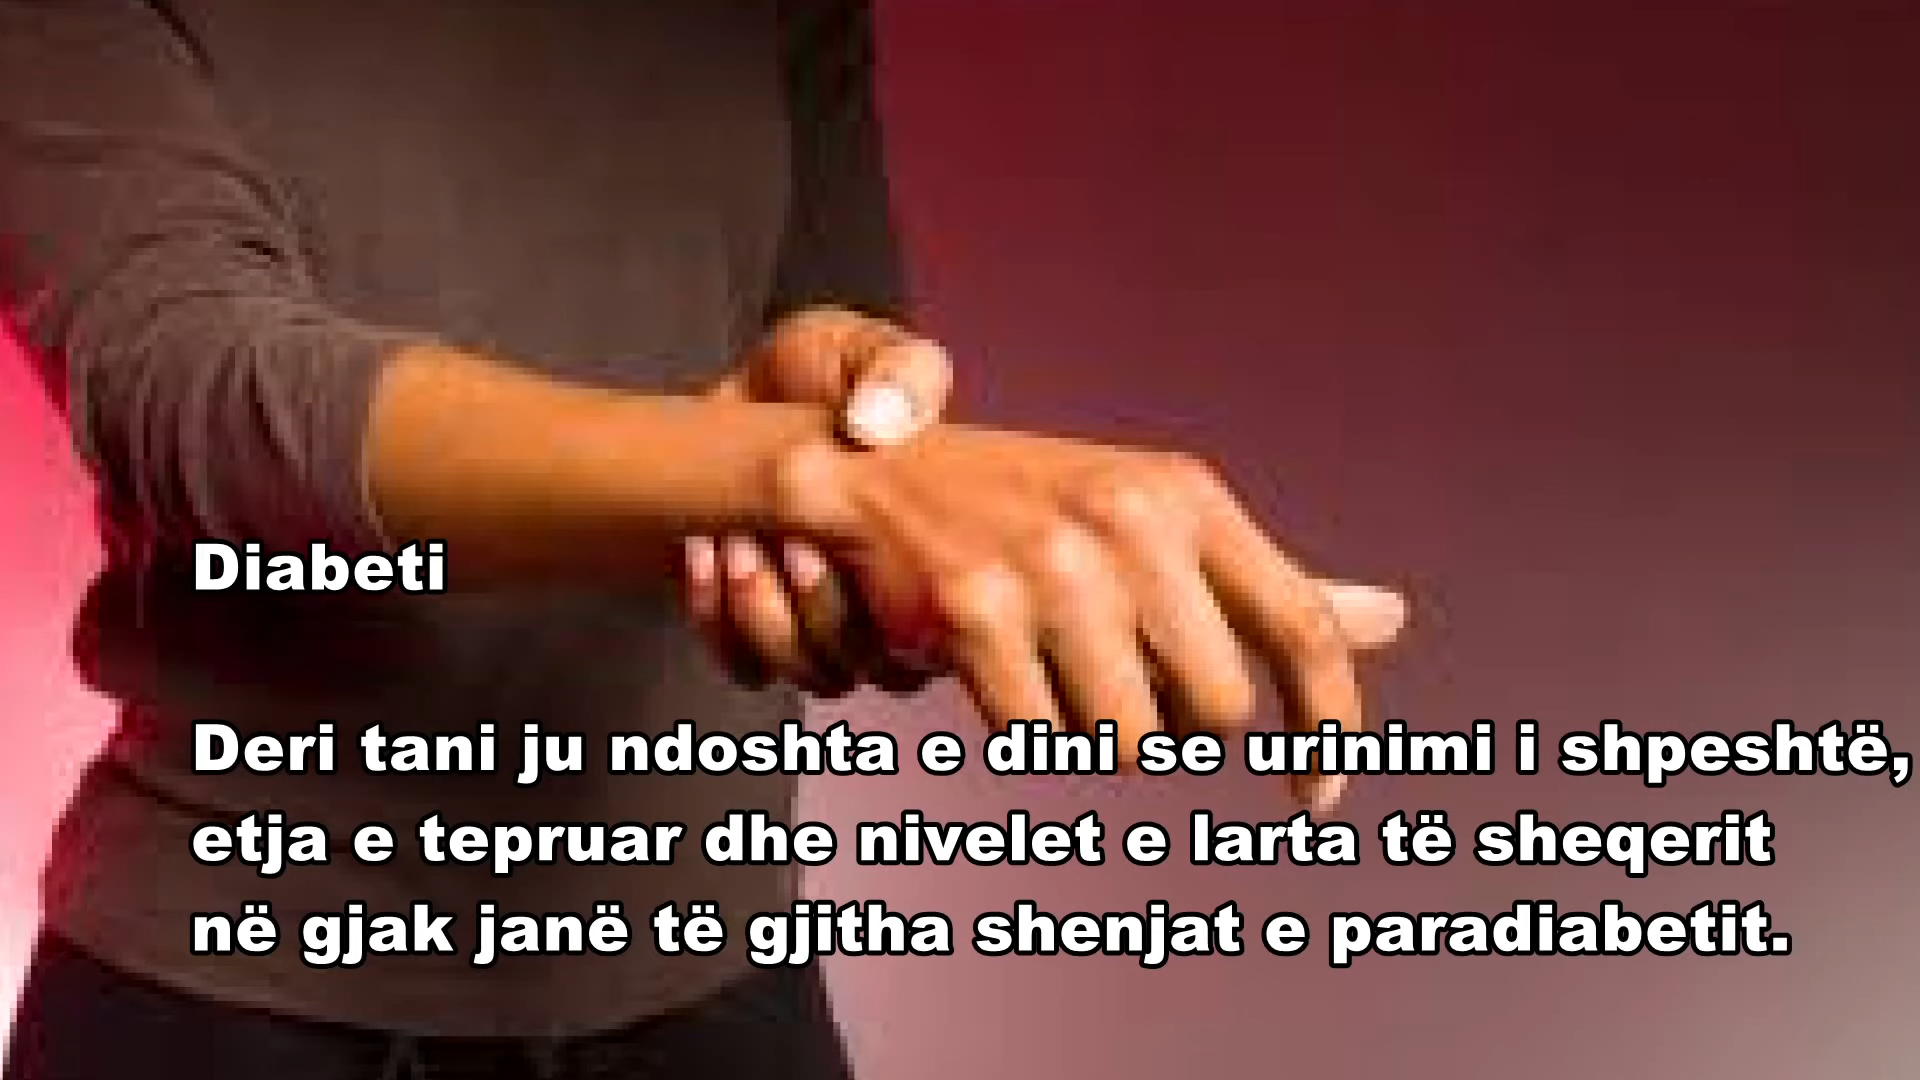 Diabeti
Deri tani ju ndoshta e dini se urinimi i shpeshtë,
etja e tepruar dhe nivelet e larta të sheqerit
në gjak janë të gjitha shenjat e paradiabetit.